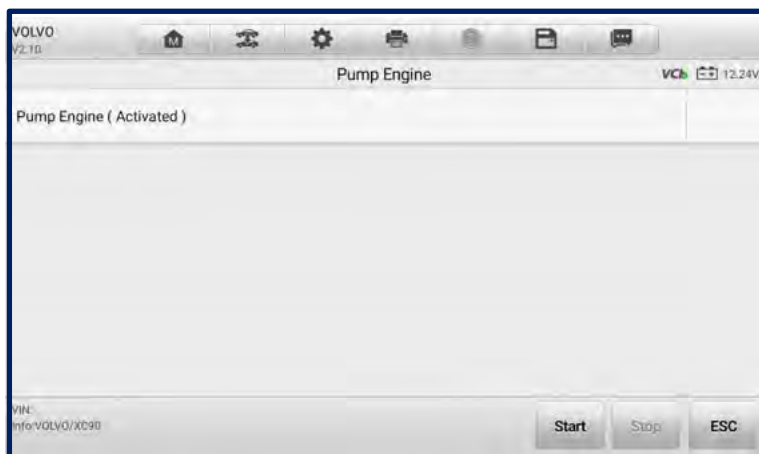 VOLVO
V2.10
M
Pump Engine
VCI 12.24V
Pump Engine ( Activated )
VIN:
Info:VOLVO/XC90
Start Stop ESC